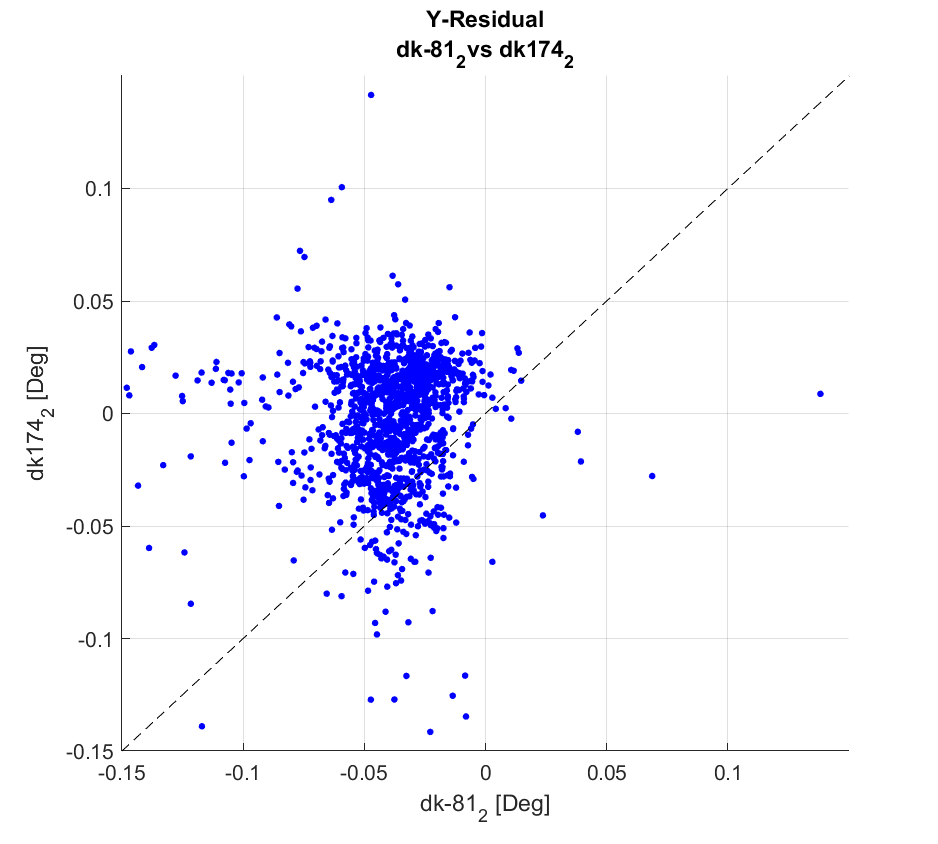 Y-Residual
dk-81₂vs dk174₂
0.1
0.05
0
-0.05
-0.1
-0.15
dk174₂ [Deg]
-0.15 -0.1 -0.05 0 0.05 0.1
dk-81₂ [Deg]